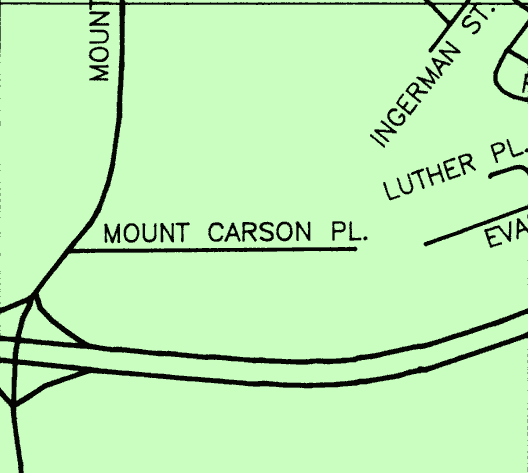 MOUNT
INGERMAN ST.
LUTHER PL.
MOUNT CARSON PL.
EVA